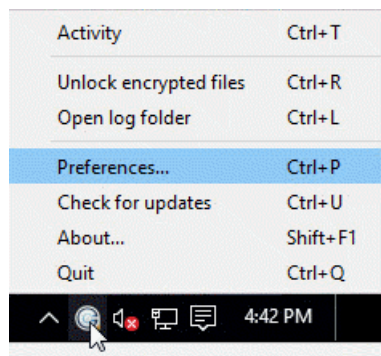 Activity Ctrl+T
Unlock encrypted files Ctrl+R
Open log folder Ctrl+L
Preferences... Ctrl+P
Check for updates Ctrl+U
About... Shift+F1
Quit Ctrl+Q
4:42 PM